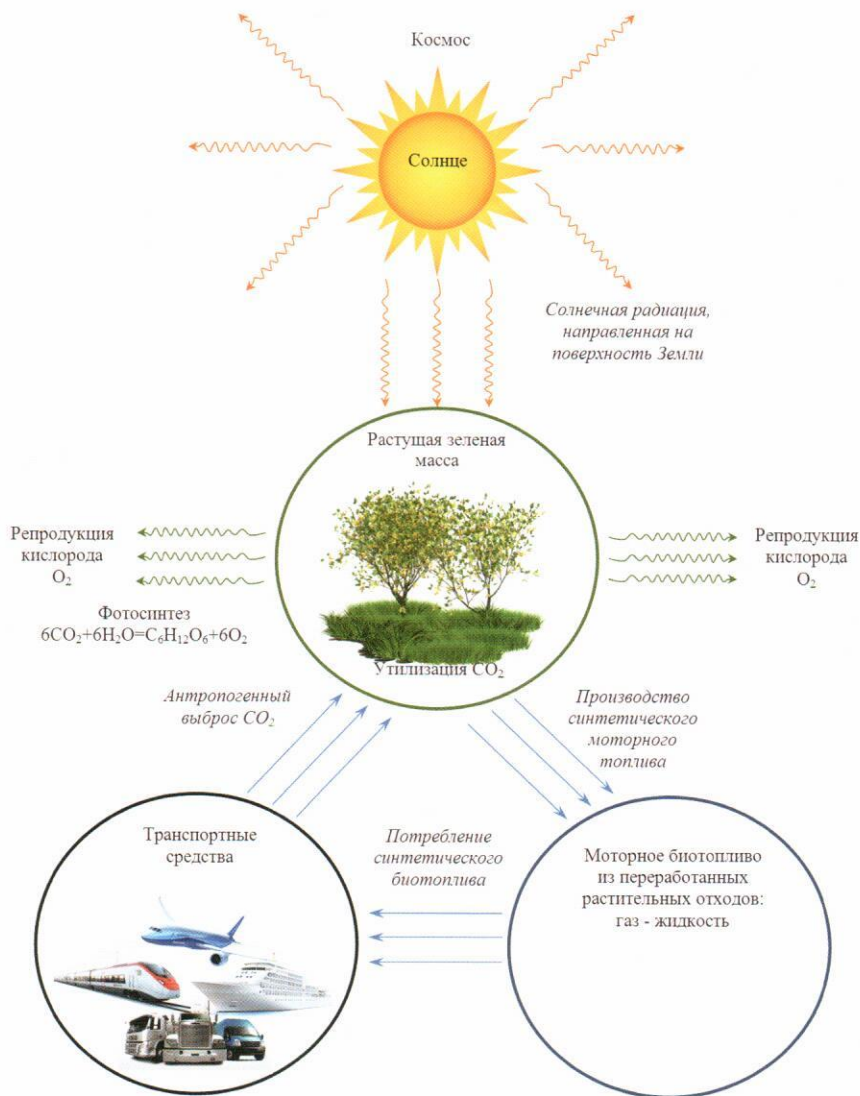 Космос
Солнце
Солнечная радиация,
направленная на
поверхность Земли
Растущая зеленая
масса
Репродукция
кислорода
O₂
Репродукция
кислорода
O₂
Фотосинтез
6CO₂+6H₂O=C₆H₁₂O₆+6O₂
Утилизация CO₂
Антропогенный
выброс CO₂
Производство
синтетического
моторного
топлива
Транспортные
средства
Потребление
синтетического
биотоплива
Моторное биотопливо
из переработанных
растительных отходов:
газ - жидкость